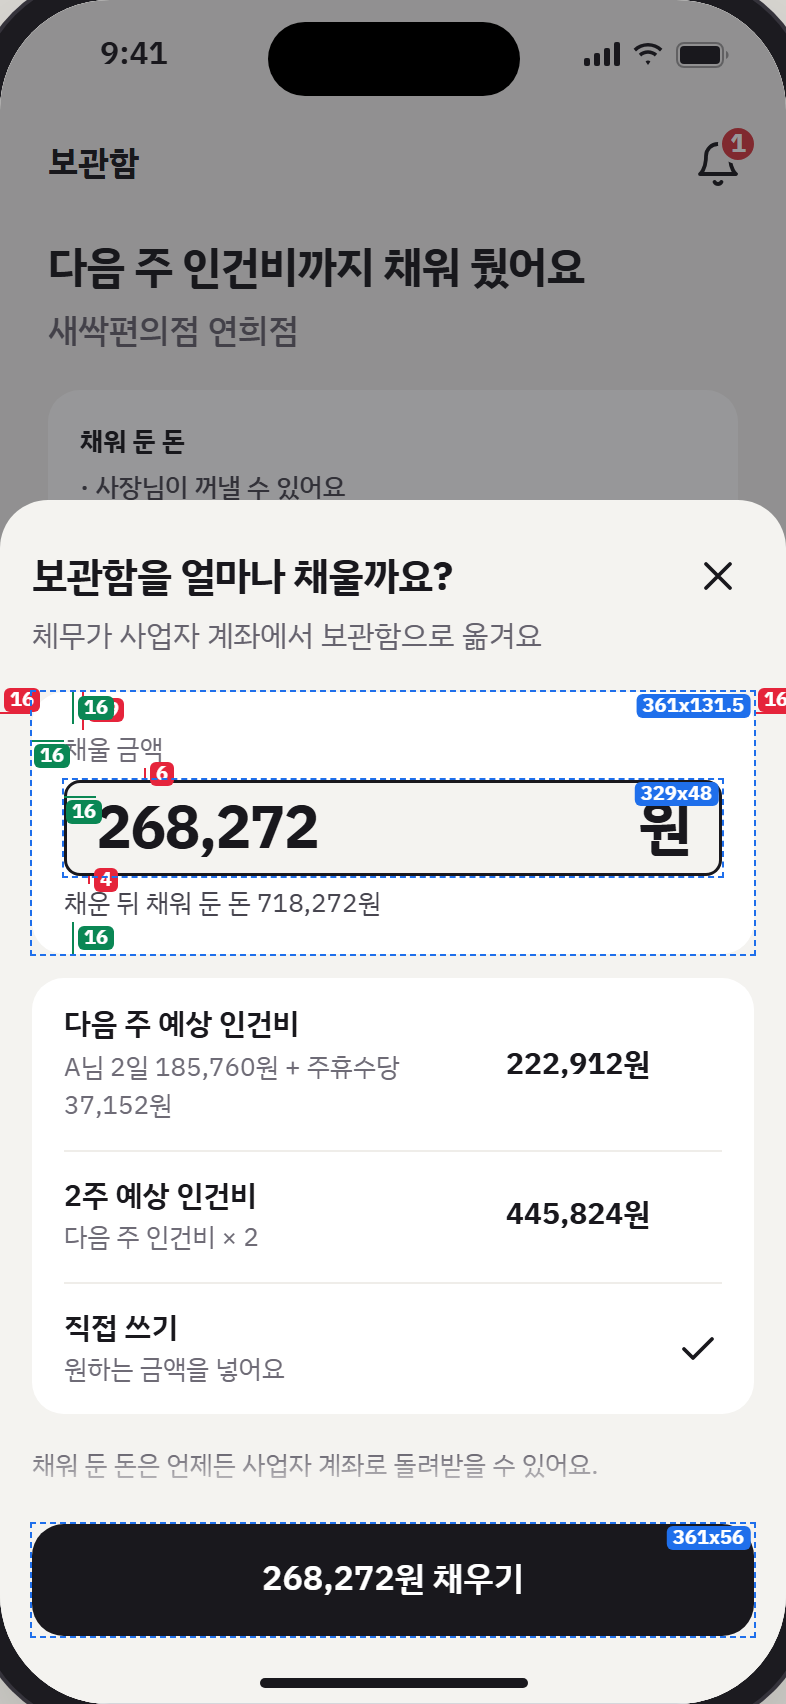 9:41
보관함
1
다음 주 인건비까지 채워 뒀어요
새싹편의점 연희점
채워 둔 돈
· 사장님이 꺼낼 수 있어요
보관함을 얼마나 채울까요?
체무가 사업자 계좌에서 보관함으로 옮겨요
16
16
361x131.5
16
16
채울 금액
6
329x48
16
268,272
원
4
채운 뒤 채워 둔 돈 718,272원
16
다음 주 예상 인건비
A님 2일 185,760원 + 주휴수당
37,152원
222,912원
2주 예상 인건비
다음 주 인건비 × 2
445,824원
직접 쓰기
원하는 금액을 넣어요
채워 둔 돈은 언제든 사업자 계좌로 돌려받을 수 있어요.
361x56
268,272원 채우기